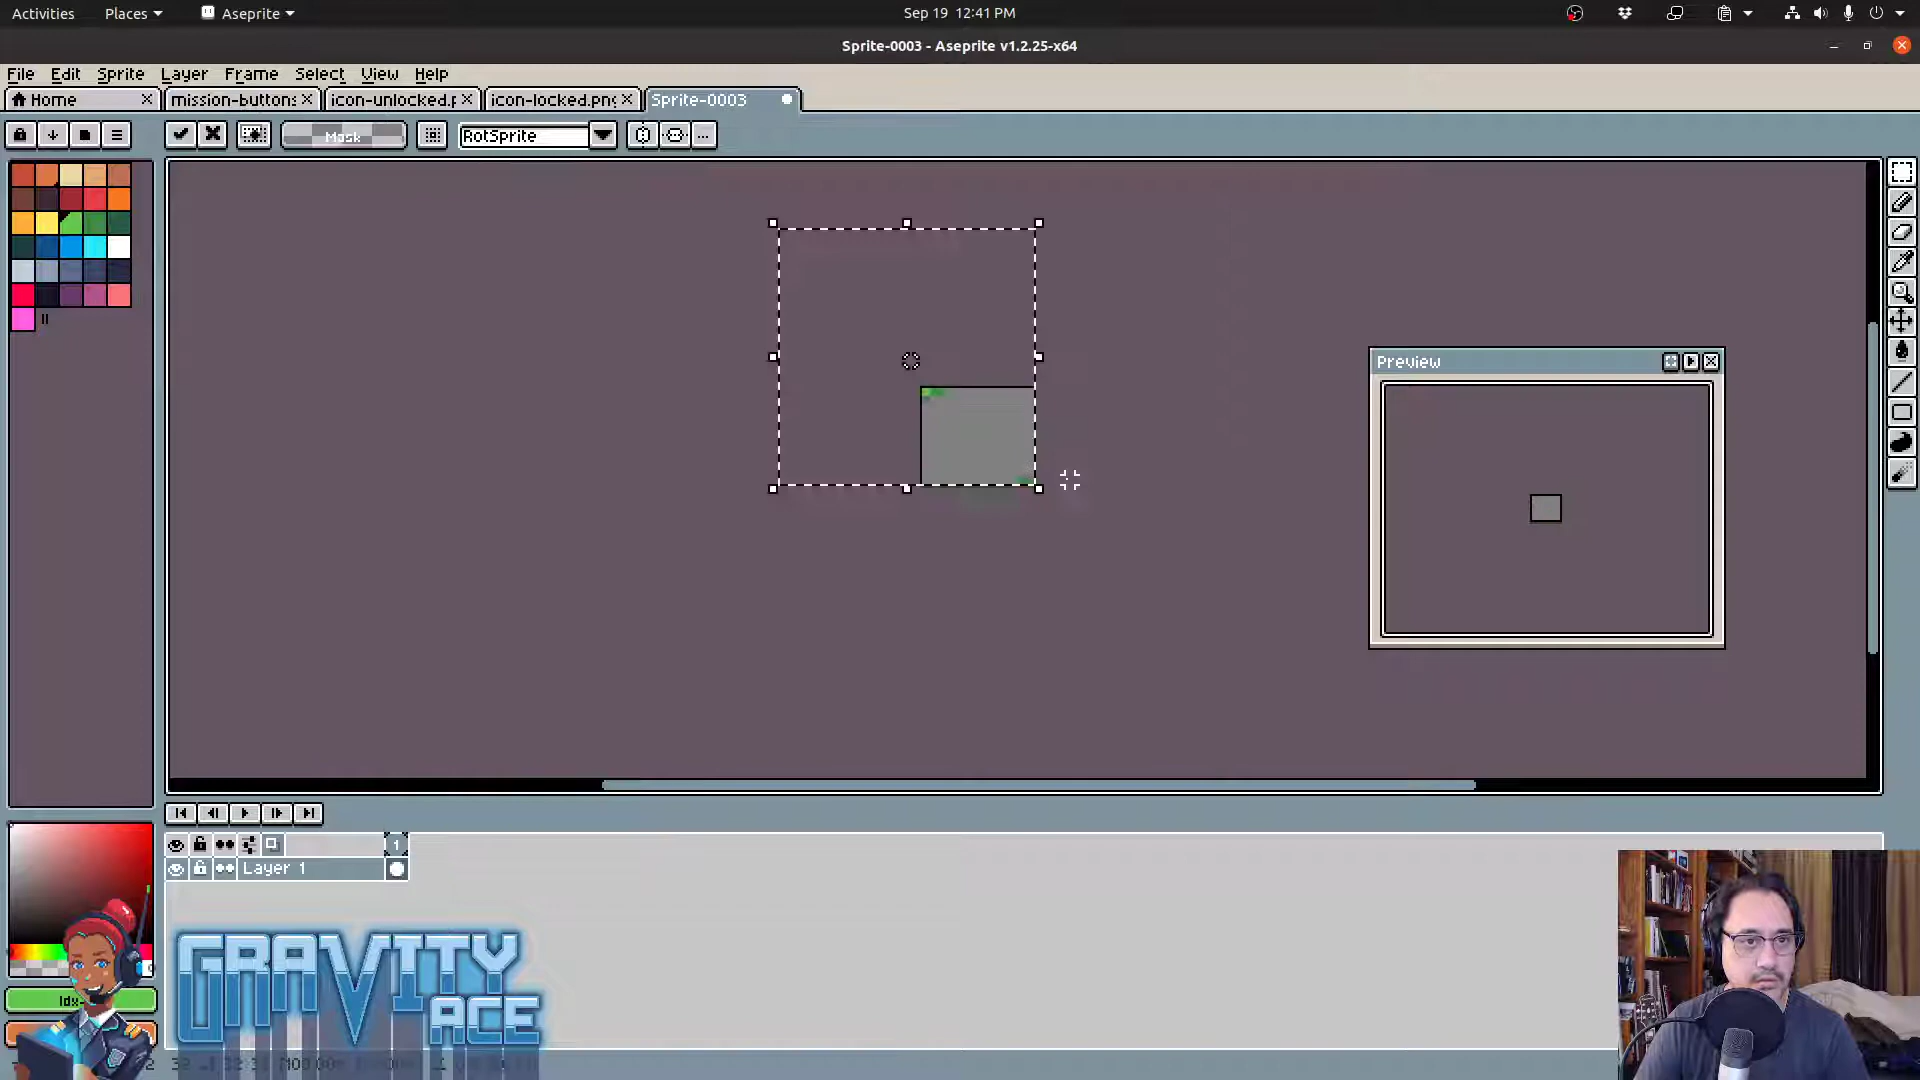 Activities Places Aseprite Sep 19 12:41 PM
Sprite-0003 - Aseprite v1.2.25-x64
File Edit Sprite Layer Frame Select View Help
Home mission-buttons icon-unlocked.p icon-locked.png Sprite-0003
Mask RotSprite
Preview
1
Layer 1
GRAVITY
ACE
Idx-